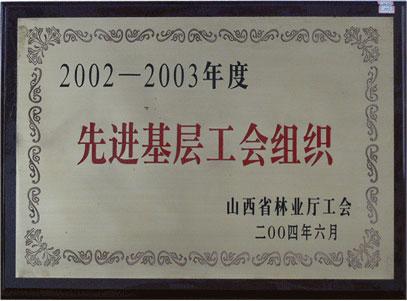 2002—2003年度
先进基层工会组织
山西省林业厅工会
二〇〇四年六月